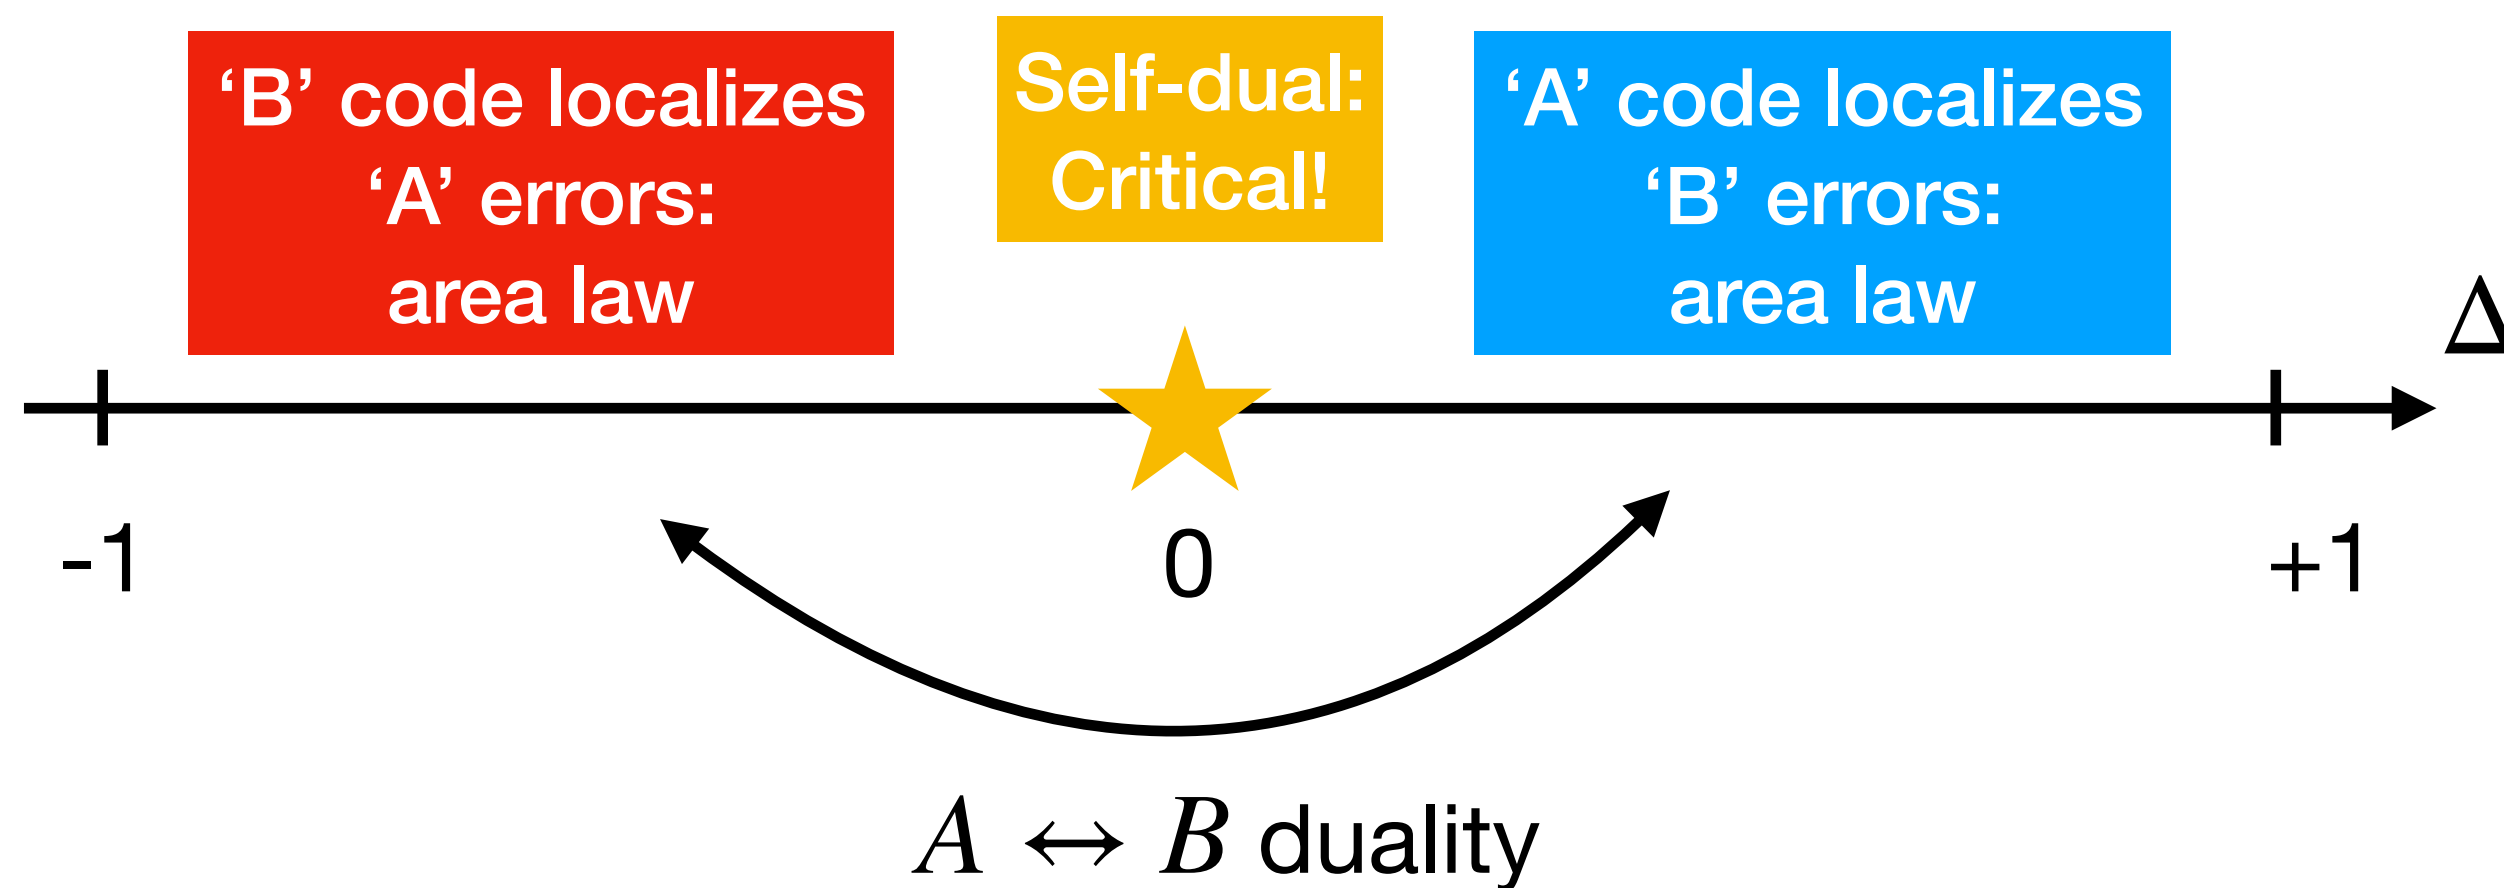 ‘B’ code localizes
‘A’ errors:
area law
Self-dual:
Critical!
‘A’ code localizes
‘B’ errors:
area law
Δ
-1
0
+1
A ↔ B duality